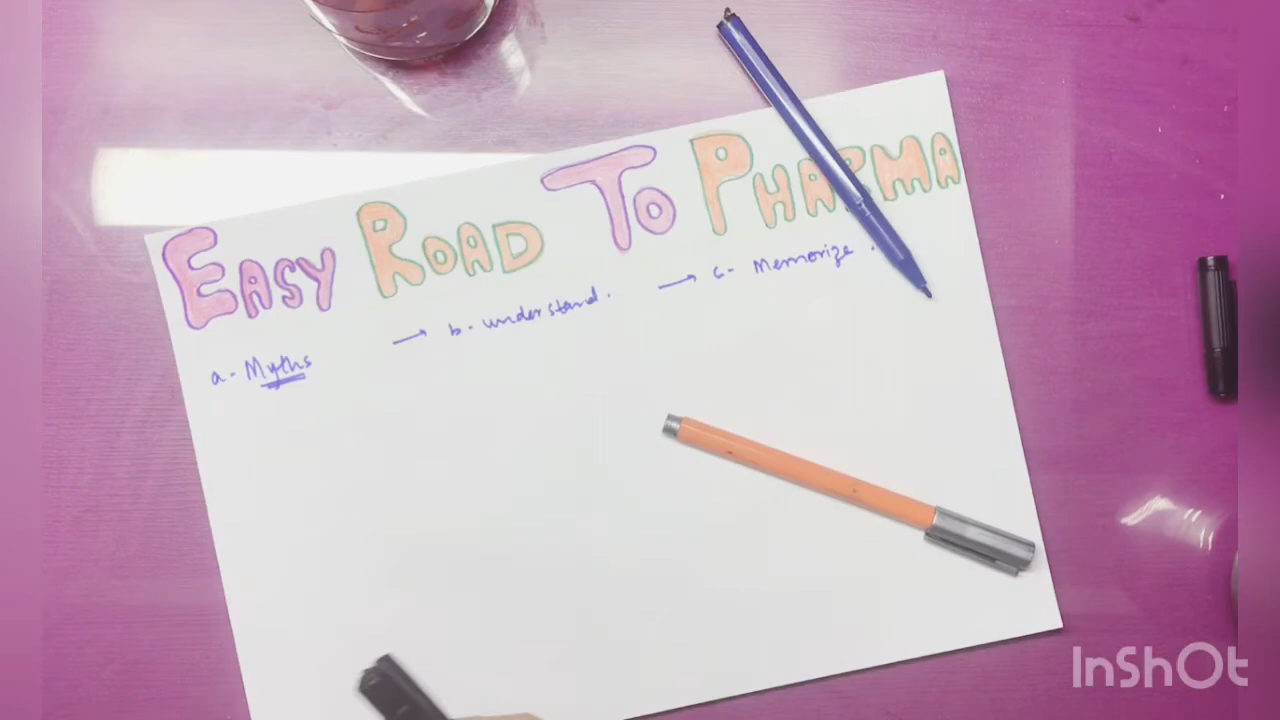 EASY ROAD TO PHARMA
a - Myths → b - understand. → c - Memorize.
InShOt